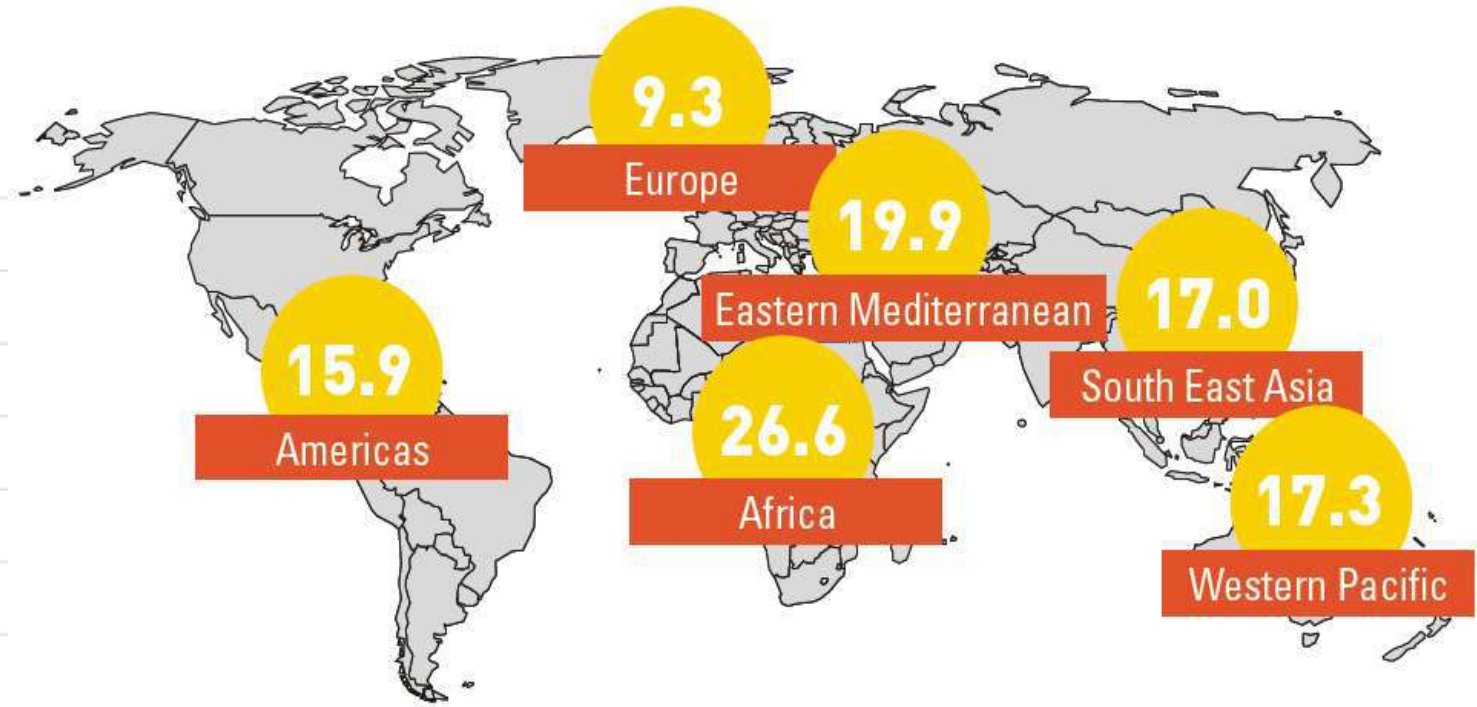 9.3
Europe
19.9
Eastern Mediterranean
17.0
South East Asia
15.9
Americas
26.6
Africa
17.3
Western Pacific